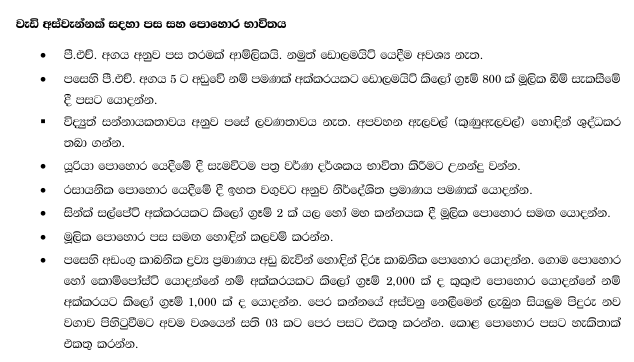 වැඩි අස්වැන්නක් සඳහා පස සහ පොහොර භාවිතය
• පී.එච්. අගය අනුව පස තරමක් ආම්ලිකයි. නමුත් ඩොලමයිට් යෙදීම අවශ්‍ය නැත.
• පසෙහි පී.එච්. අගය 5 ට අඩුවේ නම් පමණක් අක්කරයකට ඩොලමයිට් කිලෝ ග්‍රෑම් 800 ක් මූලික බිම් සැකසීමේ
දී පසට යොදන්න.
▪ විද්‍යුත් සන්නායකතාවය අනුව පසේ ලවණතාවය නැත. අපවහන ඇලවල් (කුණුඇලවල්) හොඳින් ශුද්ධකර
තබා ගන්න.
• යූරියා පොහොර යෙදීමේ දී සැමවිටම පත්‍ර වර්ණ දර්ශකය භාවිතා කිරීමට උනන්දු වන්න.
• රසායනික පොහොර යෙදීමේ දී ඉහත වගුවට අනුව නිර්දේශිත ප්‍රමාණය පමණක් යොදන්න.
• සින්ක් සල්පේට් අක්කරයකට කිලෝ ග්‍රෑම් 2 ක් යල හෝ මහ කන්නයක දී මූලික පොහොර සමඟ යොදන්න.
• මූලික පොහොර පස සමඟ හොඳින් කලවම් කරන්න.
• පසෙහි අඩංගු කාබනික ද්‍රව්‍ය ප්‍රමාණය අඩු බැවින් හොඳින් දිරූ කාබනික පොහොර යොදන්න. ගොම පොහොර
හෝ කොම්පෝස්ට් යොදන්නේ නම් අක්කරයකට කිලෝ ග්‍රෑම් 2,000 ක් ද කුකුළු පොහොර යොදන්නේ නම්
අක්කරයට කිලෝ ග්‍රෑම් 1,000 ක් ද යොදන්න. පෙර කන්නයේ අස්වනු නෙලීමෙන් ලැබුන සියලුම පිදුරු නව
වගාව පිහිටුවීමට අවම වශයෙන් සති 03 කට පෙර පසට එකතු කරන්න. කොළ පොහොර පසට හැකිතාක්
එකතු කරන්න.